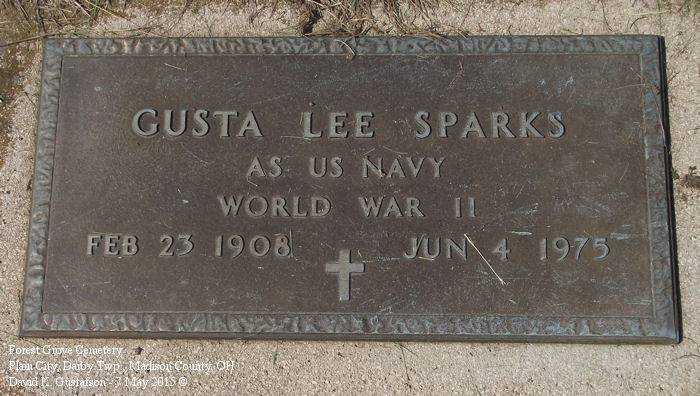 GUSTA LEE SPARKS
AS US NAVY
WORLD WAR II
FEB 23 1908 JUN 4 1975
Forest Grove Cemetery
Plain City, Darby Twp., Madison County, OH
David K. Gustafson - 7 May 2015 ©